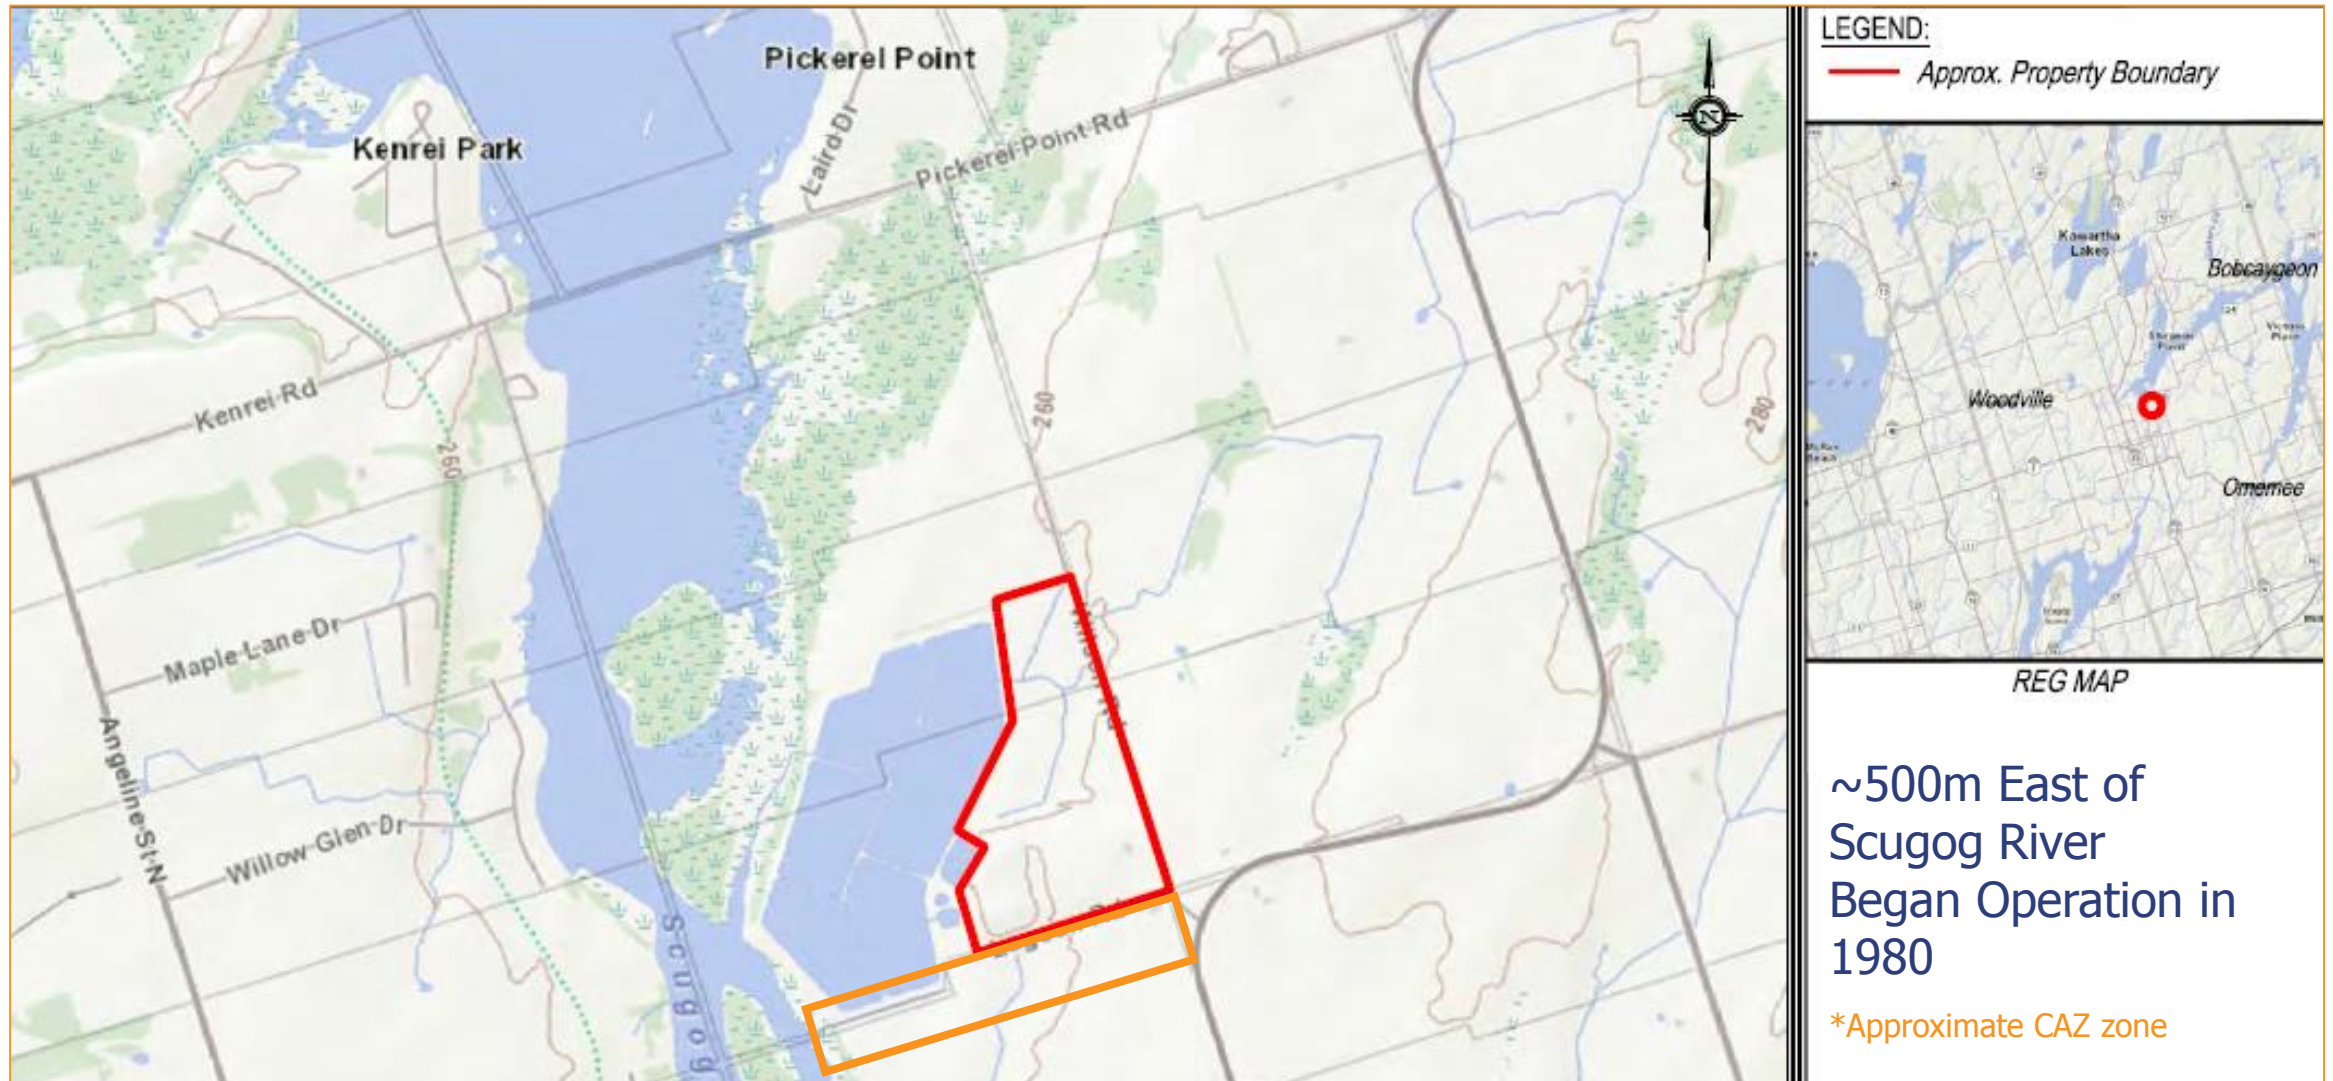 Pickerel Point
Kenrei Park
Laird Dr
Pickerel Point Rd
Kenrei Rd
260
260
280
Maple Lane Dr
Angeline St N
Willow Glen Dr
Scugog
N
LEGEND:
Approx. Property Boundary
Kawartha
Lakes
Bobcaygeon
Woodville
Omemee
REG MAP
~500m East of
Scugog River
Began Operation in
1980
*Approximate CAZ zone